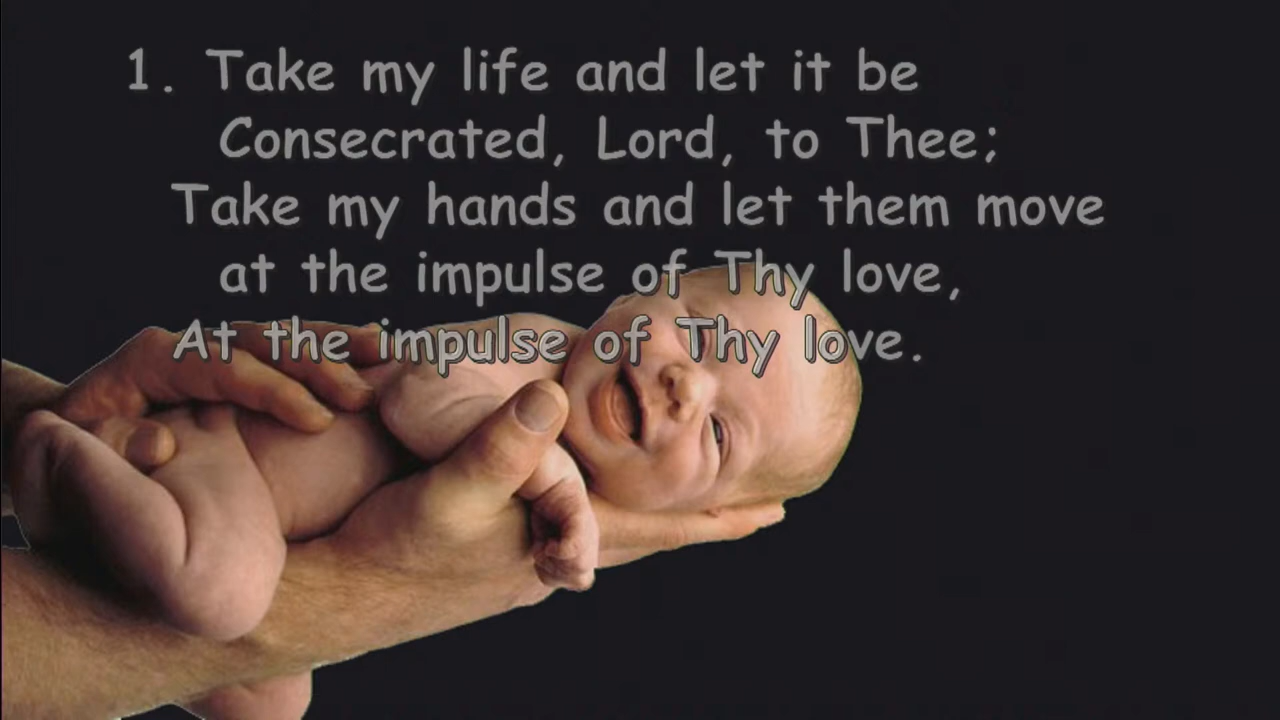 1. Take my life and let it be
Consecrated, Lord, to Thee;
Take my hands and let them move
at the impulse of Thy love,
At the impulse of Thy love.